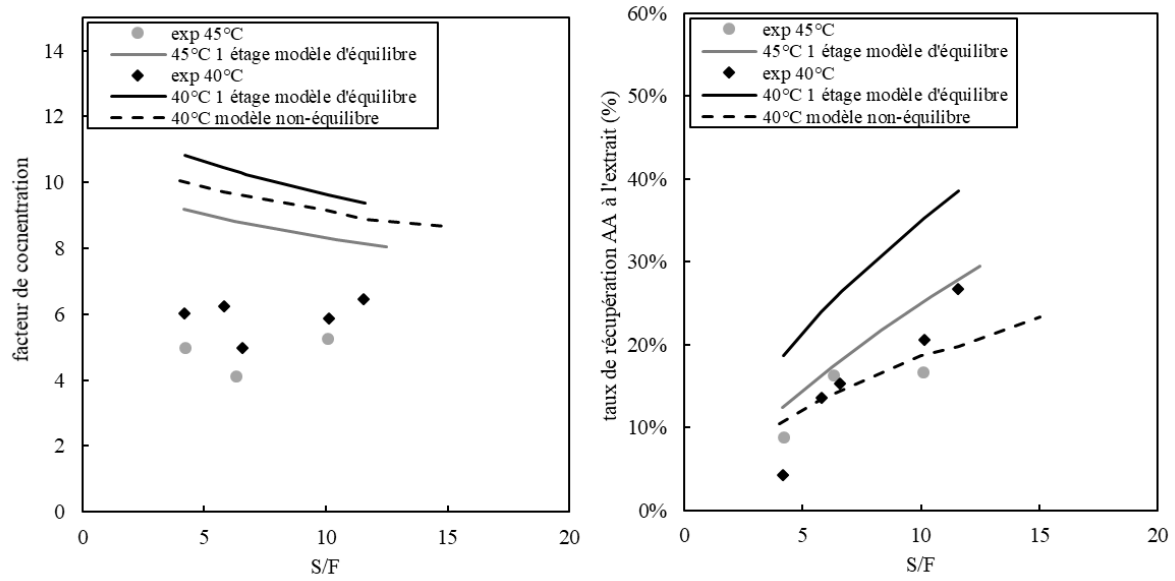 exp 45°C
45°C 1 étage modèle d'équilibre
exp 40°C
40°C 1 étage modèle d'équilibre
40°C modèle non-équilibre
facteur de cocnentration
14
12
10
8
6
4
2
0
0 5 10 15 20
S/F
exp 45°C
45°C 1 étage modèle d'équilibre
exp 40°C
40°C 1 étage modèle d'équilibre
40°C modèle non-équilibre
taux de récupération AA à l'extrait (%)
60%
50%
40%
30%
20%
10%
0%
0 5 10 15 20
S/F